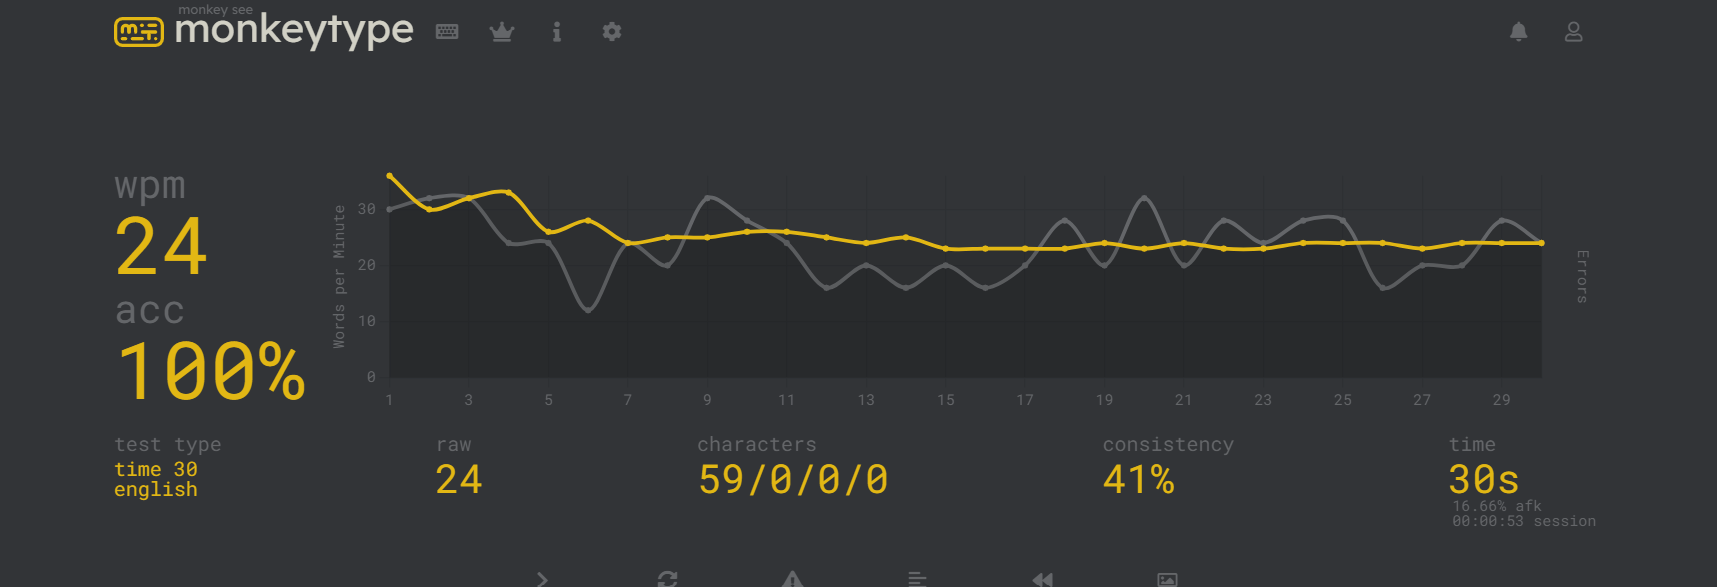 monkey see
monkeytype
wpm
24
acc
100%
Words per Minute
30
20
10
0
1 3 5 7 9 11 13 15 17 19 21 23 25 27 29
Errors
test type
time 30
english
raw
24
characters
59/0/0/0
consistency
41%
time
30s
16.66% afk
00:00:53 session